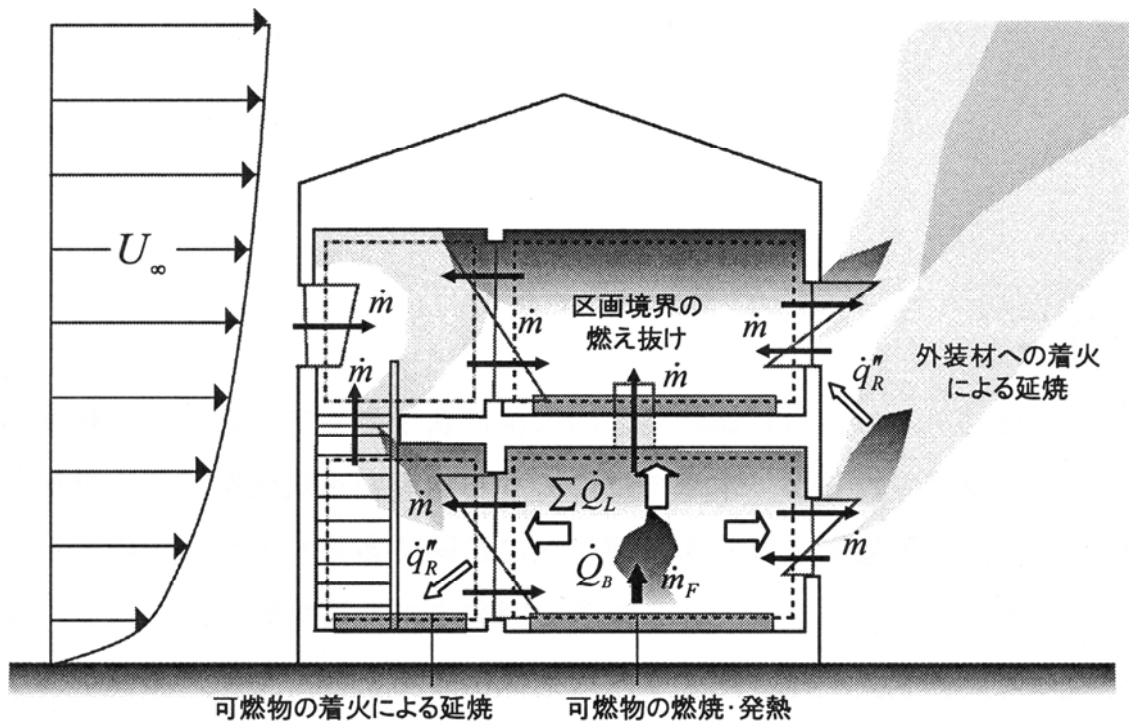 U∞
ṁ
ṁ
区画境界の
燃え抜け
ṁ
ṁ
ṁ
ṁ
q̇″R
外装材への着火
による延焼
ṁ
ΣQ̇L
q̇″R
Q̇B
ṁF
ṁ
可燃物の着火による延焼
可燃物の燃焼・発熱